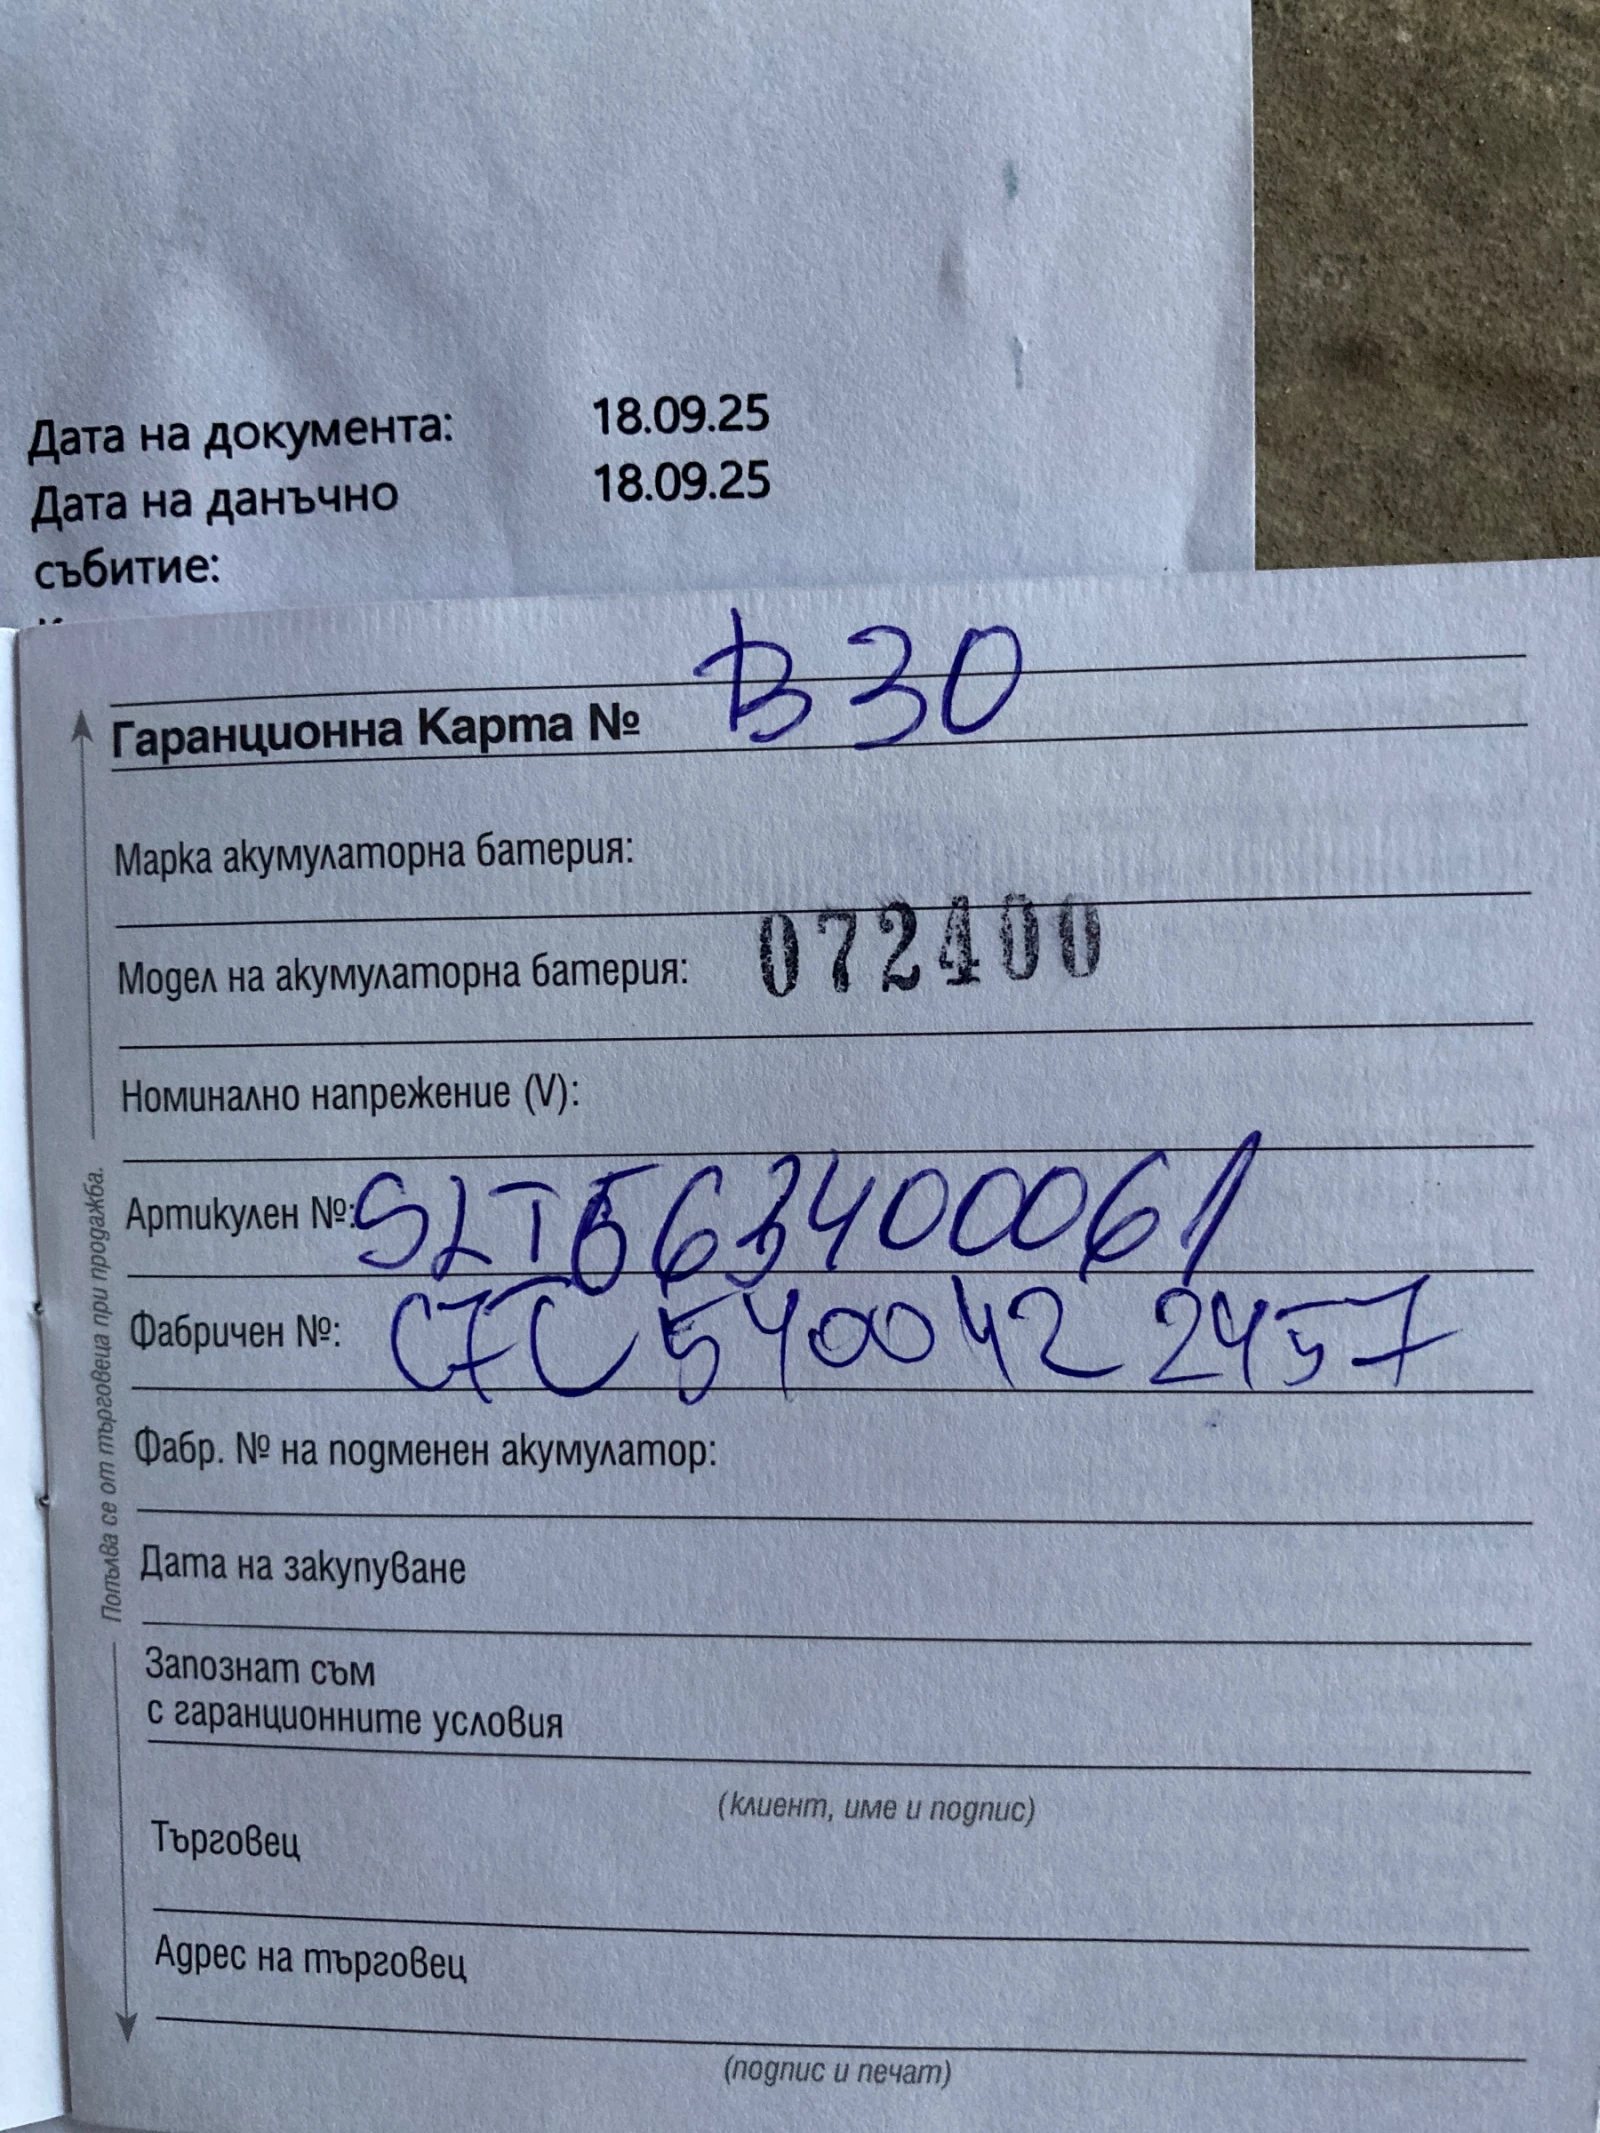 Дата на документа: 18.09.25
Дата на данъчно 18.09.25
събитие:
Гаранционна Карта № B30
Марка акумулаторна батерия:
Модел на акумулаторна батерия: 072400
Номинално напрежение (V):
Артикулен №: SLT563400061
Фабричен №: C7C540042 2457
Фабр. № на подменен акумулатор:
Дата на закупуване
Запознат съм
с гаранционните условия
(клиент, име и подпис)
Търговец
Адрес на търговец
(подпис и печат)
Попълва се от търговеца при продажба.